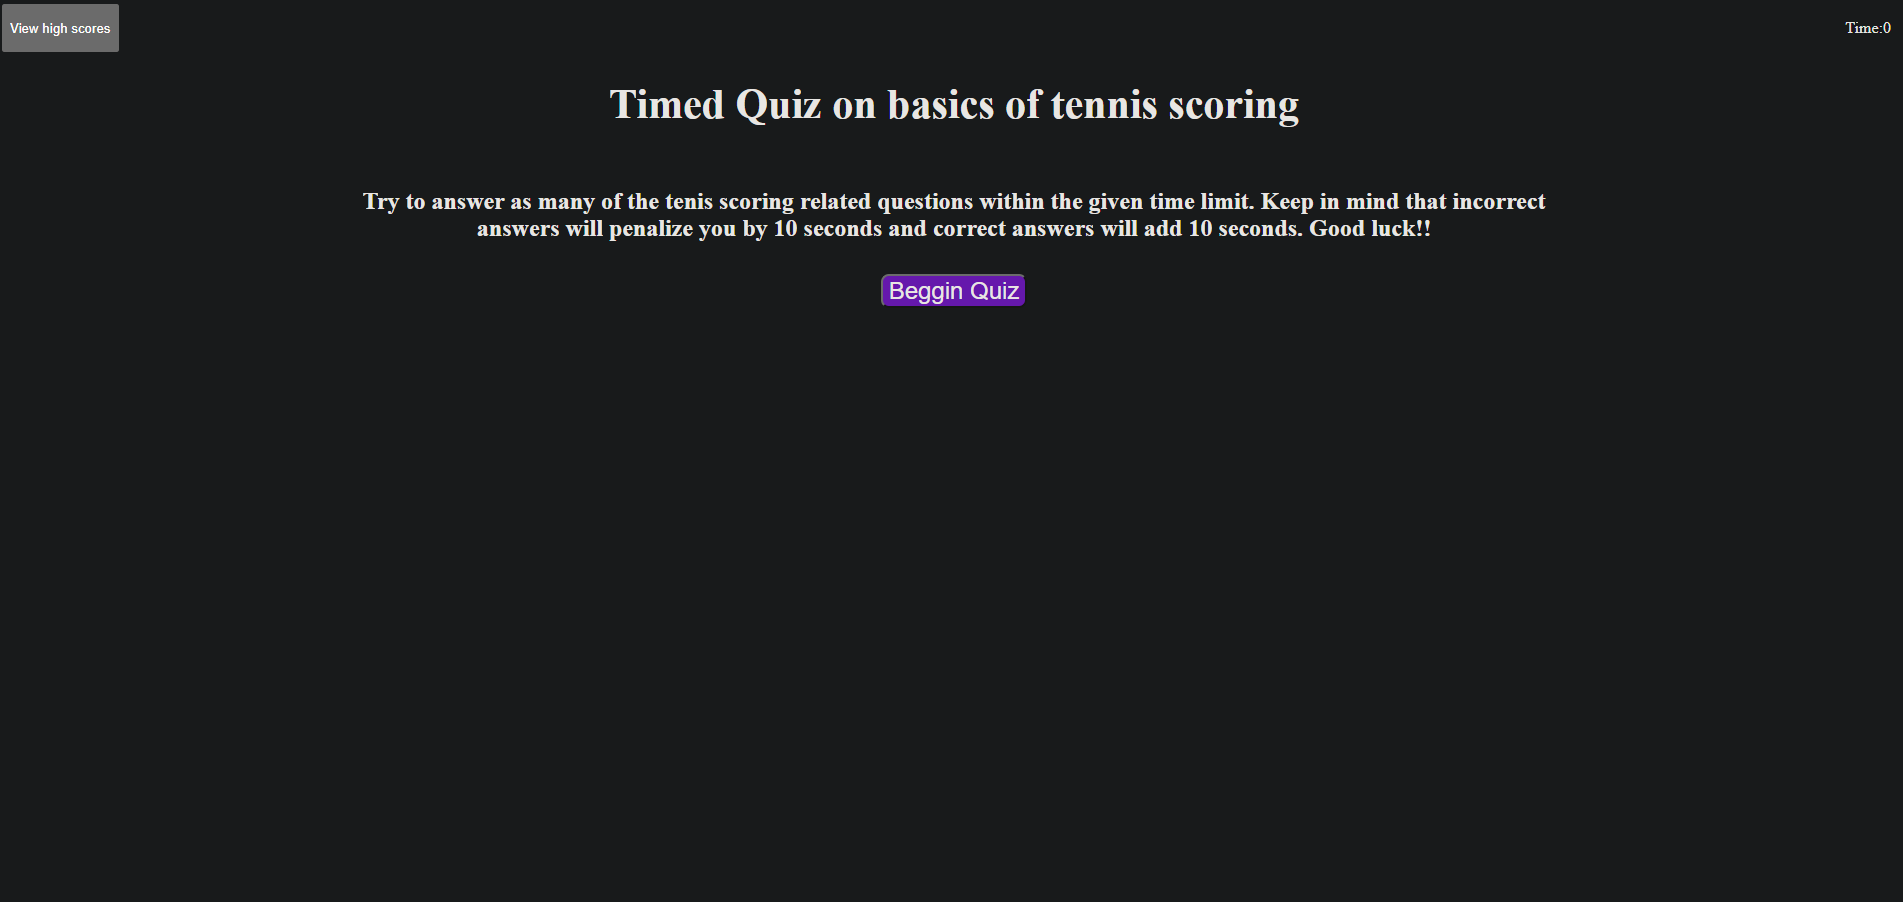 View high scores
Time:0
Timed Quiz on basics of tennis scoring
Try to answer as many of the tenis scoring related questions within the given time limit. Keep in mind that incorrect
answers will penalize you by 10 seconds and correct answers will add 10 seconds. Good luck!!
Beggin Quiz